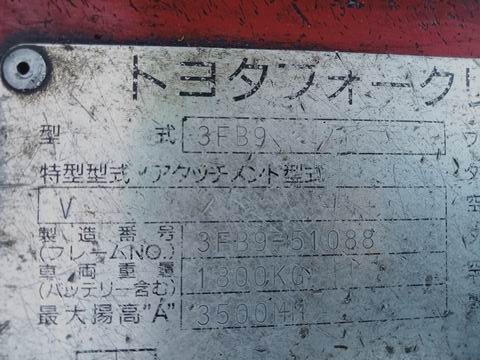 トヨタフォークリ
型 式 3FB9
特型型式・アタッチメント型式
V
製造番号 3FB9-51088
(フレームNO.)
車両重量 1800KG
(バッテリー含む)
最大揚高"A" 3500MM